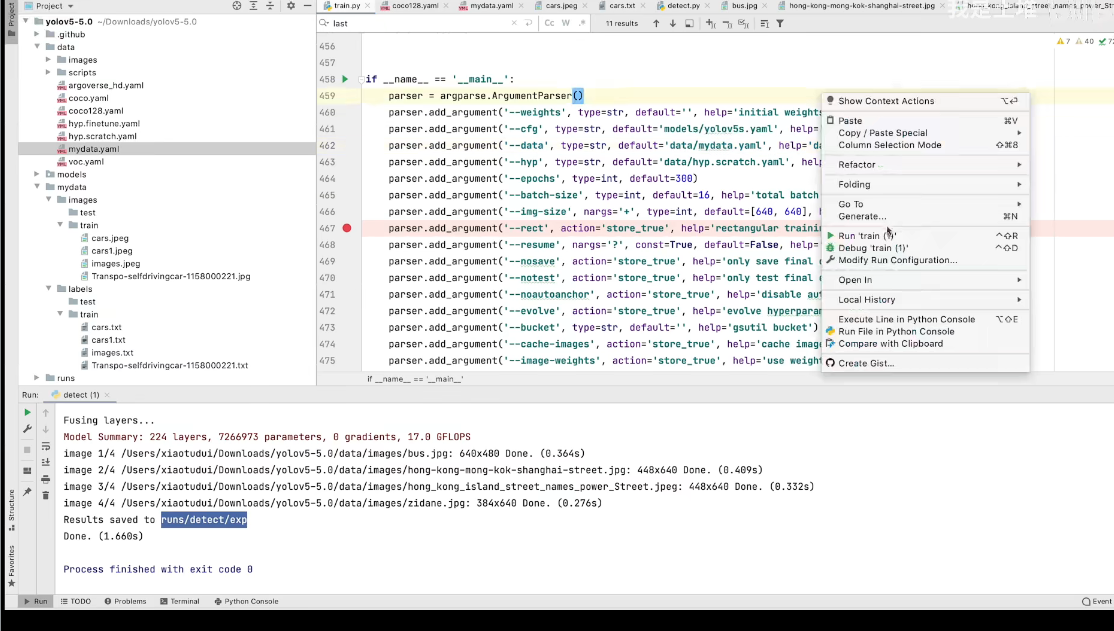 Project
yolov5-5.0 ~/Downloads/yolov5-5.0
.github
data
images
scripts
argoverse_hd.yaml
coco.yaml
coco128.yaml
hyp.finetune.yaml
hyp.scratch.yaml
mydata.yaml
voc.yaml
models
mydata
images
test
train
cars.jpeg
cars1.jpeg
images.jpeg
Transpo-selfdrivingcar-1158000221.jpg
labels
test
train
cars.txt
cars1.txt
images.txt
Transpo-selfdrivingcar-1158000221.txt
runs
train.py
coco128.yaml
mydata.yaml
cars.jpeg
cars.txt
detect.py
bus.jpg
hong-kong-mong-kok-shanghai-street.jpg
last
Cc W .* 11 results
7 40 72
456
457
458 if __name__ == '__main__':
459 parser = argparse.ArgumentParser()
460 parser.add_argument('--weights', type=str, default='', help='initial weights
461 parser.add_argument('--cfg', type=str, default='models/yolov5s.yaml', help='
462 parser.add_argument('--data', type=str, default='data/mydata.yaml', help='da
463 parser.add_argument('--hyp', type=str, default='data/hyp.scratch.yaml', help
464 parser.add_argument('--epochs', type=int, default=300)
465 parser.add_argument('--batch-size', type=int, default=16, help='total batch
466 parser.add_argument('--img-size', nargs='+', type=int, default=[640, 640], h
467 parser.add_argument('--rect', action='store_true', help='rectangular trainin
468 parser.add_argument('--resume', nargs='?', const=True, default=False, help='
469 parser.add_argument('--nosave', action='store_true', help='only save final c
470 parser.add_argument('--notest', action='store_true', help='only test final e
471 parser.add_argument('--noautoanchor', action='store_true', help='disable aut
472 parser.add_argument('--evolve', action='store_true', help='evolve hyperparam
473 parser.add_argument('--bucket', type=str, default='', help='gsutil bucket')
474 parser.add_argument('--cache-images', action='store_true', help='cache image
475 parser.add_argument('--image-weights', action='store_true', help='use weight
if __name__ == '__main__'
Show Context Actions ⌥⏎
Paste ⌘V
Copy / Paste Special
Column Selection Mode ⇧⌘8
Refactor
Folding
Go To
Generate... ⌘N
Run 'train (1)' ^⇧R
Debug 'train (1)' ^⇧D
Modify Run Configuration...
Open In
Local History
Execute Line in Python Console ⌥⇧E
Run File in Python Console
Compare with Clipboard
Create Gist...
Run: detect (1)
Fusing layers...
Model Summary: 224 layers, 7266973 parameters, 0 gradients, 17.0 GFLOPS
image 1/4 /Users/xiaotudui/Downloads/yolov5-5.0/data/images/bus.jpg: 640x480 Done. (0.364s)
image 2/4 /Users/xiaotudui/Downloads/yolov5-5.0/data/images/hong-kong-mong-kok-shanghai-street.jpg: 448x640 Done. (0.409s)
image 3/4 /Users/xiaotudui/Downloads/yolov5-5.0/data/images/hong_kong_island_street_names_power_Street.jpeg: 448x640 Done. (0.332s)
image 4/4 /Users/xiaotudui/Downloads/yolov5-5.0/data/images/zidane.jpg: 384x640 Done. (0.276s)
Results saved to runs/detect/exp
Done. (1.660s)
Process finished with exit code 0
Structure
Favorites
Run
TODO
Problems
Terminal
Python Console
Event